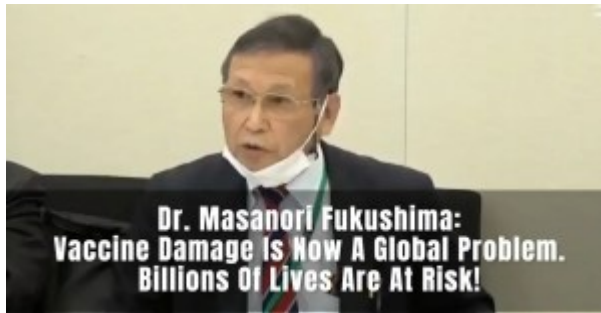 Dr. Masanori Fukushima:
Vaccine Damage Is Now A Global Problem.
Billions Of Lives Are At Risk!